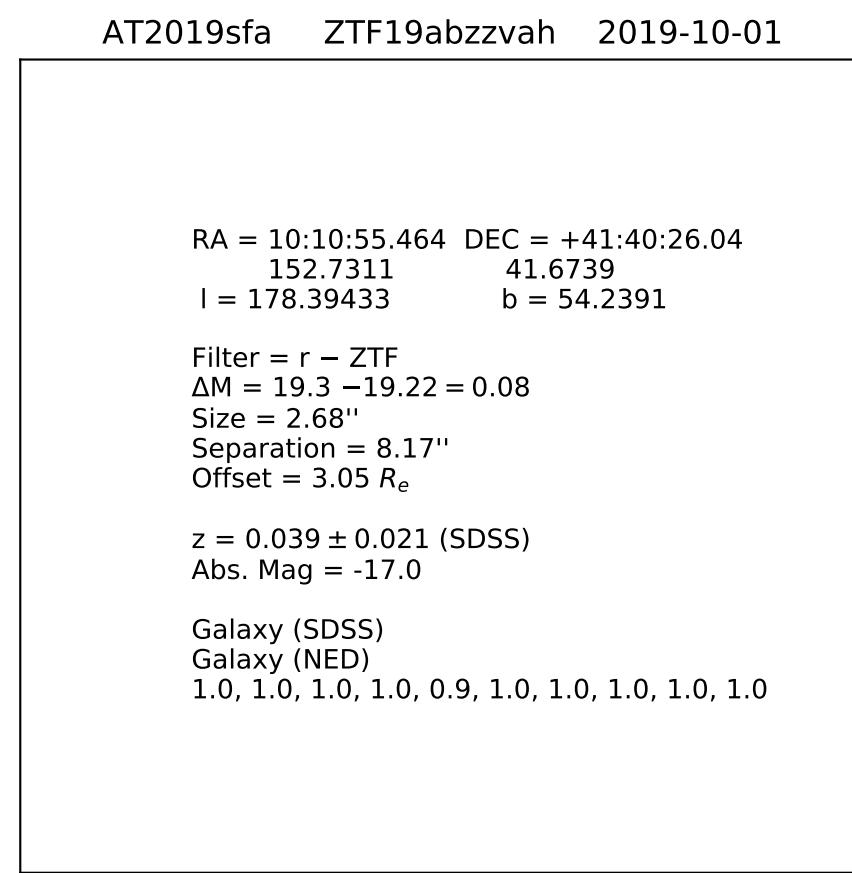 AT2019sfa ZTF19abzzvah 2019-10-01
RA = 10:10:55.464 DEC = +41:40:26.04
152.7311 41.6739
l = 178.39433 b = 54.2391
Filter = r − ZTF
ΔM = 19.3 −19.22 = 0.08
Size = 2.68''
Separation = 8.17''
Offset = 3.05 Re
z = 0.039 ± 0.021 (SDSS)
Abs. Mag = -17.0
Galaxy (SDSS)
Galaxy (NED)
1.0, 1.0, 1.0, 1.0, 0.9, 1.0, 1.0, 1.0, 1.0, 1.0